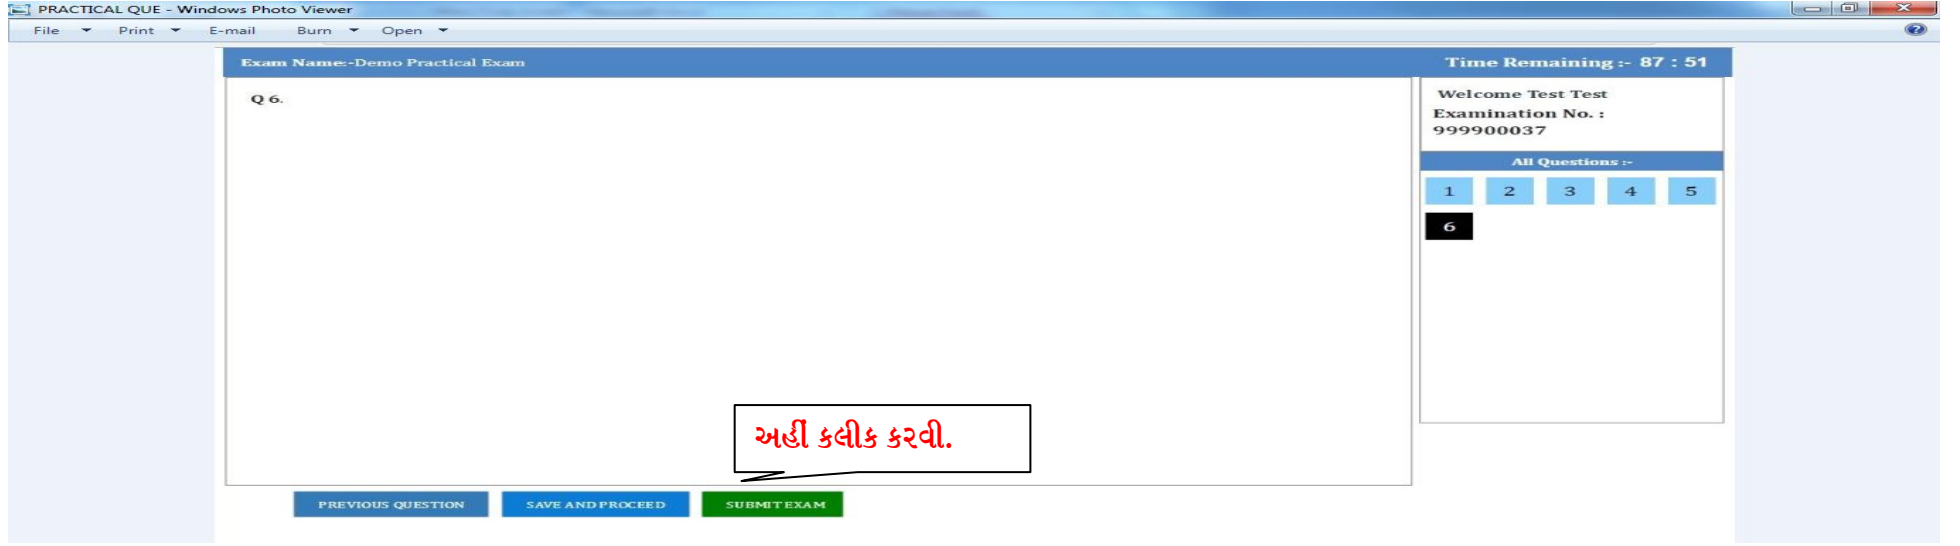 PRACTICAL QUE - Windows Photo Viewer
File Print E-mail Burn Open
Exam Name:-Demo Practical Exam
Time Remaining :- 87 : 51
Q 6.
Welcome Test Test
Examination No. :
999900037
All Questions :-
1 2 3 4 5
6
અહીં કલીક કરવી.
PREVIOUS QUESTION SAVE AND PROCEED SUBMIT EXAM